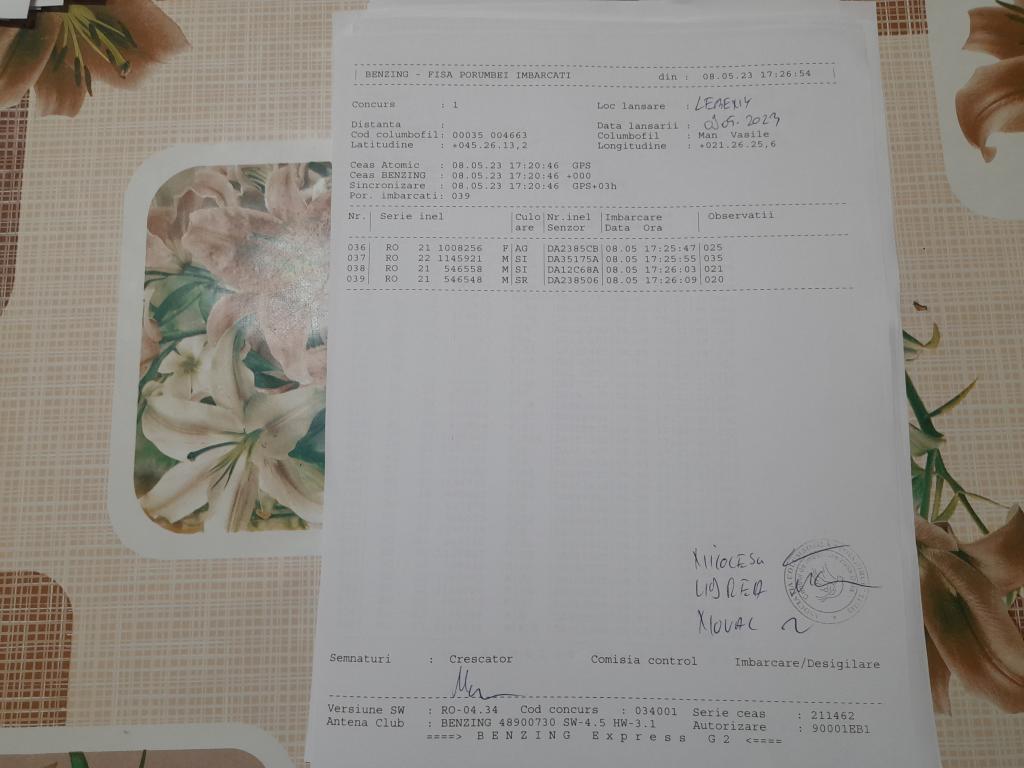 BENZING - FISA PORUMBEI IMBARCATI din : 08.05.23 17:26:54
Concurs : 1 Loc lansare :
Distanta : Data lansarii : 05.2023
Cod columbofil: 00035 004663 Columbofil : Man Vasile
Latitudine : +045.26.13,2 Longitudine : +021.26.25,6
Ceas Atomic : 08.05.23 17:20:46 GPS
Ceas BENZING : 08.05.23 17:20:46 +000
Sincronizare : 08.05.23 17:20:46 GPS+03h
Por. imbarcati: 039
Nr.| Serie inel |Culo|Nr.inel |Imbarcare | Observatii
| |are |Senzor |Data Ora |
036| RO 21 1008256 F|AG |DA2385CB|08.05 17:25:47|025
037| RO 22 1145921 M|SI |DA35175A|08.05 17:25:55|035
038| RO 21 546558 M|SI |DA12C68A|08.05 17:26:03|021
039| RO 21 546548 M|SR |DA238506|08.05 17:26:09|020
Semnaturi : Crescator Comisia control Imbarcare/Desigilare
Versiune SW : RO-04.34 Cod concurs : 034001 Serie ceas : 211462
Antena Club : BENZING 48900730 SW-4.5 HW-3.1 Autorizare : 90001EB1
====> B E N Z I N G E x p r e s s G 2 <====